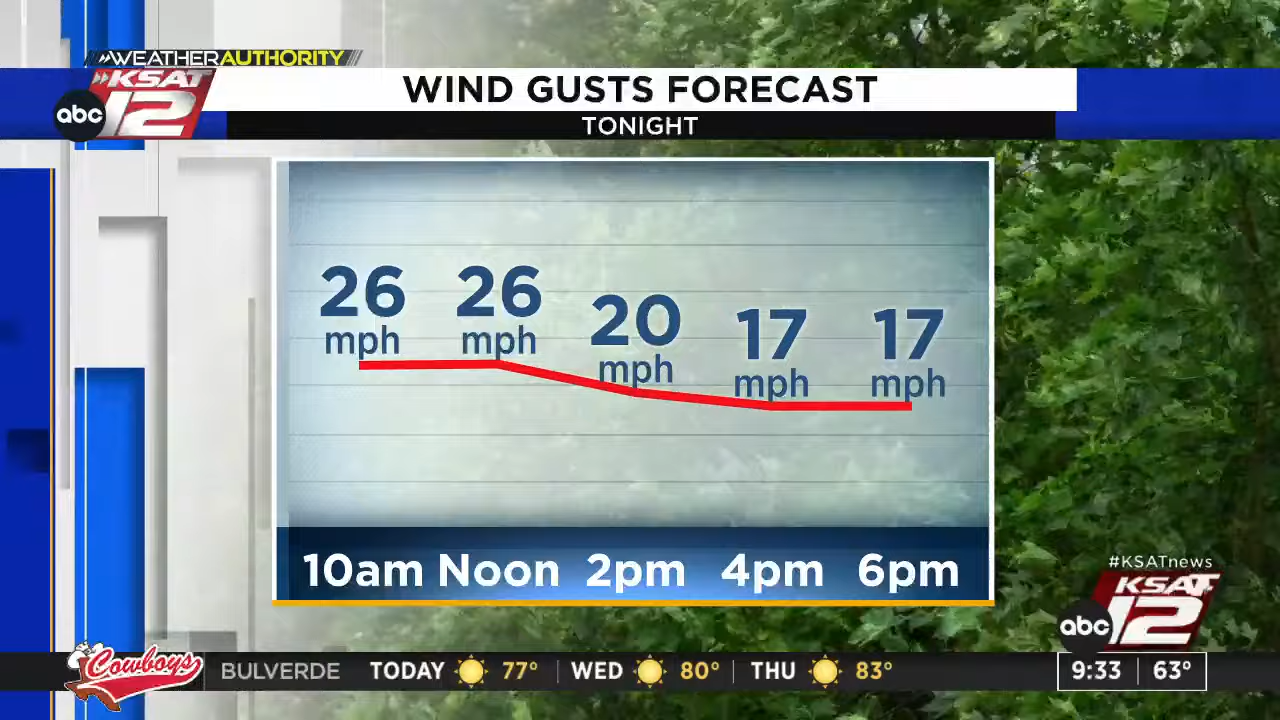 WEATHERAUTHORITY
KSAT
abc 12
WIND GUSTS FORECAST
TONIGHT
26 26 20 17 17
mph mph mph mph mph
10am Noon 2pm 4pm 6pm
#KSATnews
KSAT
abc 12
Cowboys BULVERDE TODAY 77° WED 80° THU 83° 9:33 63°